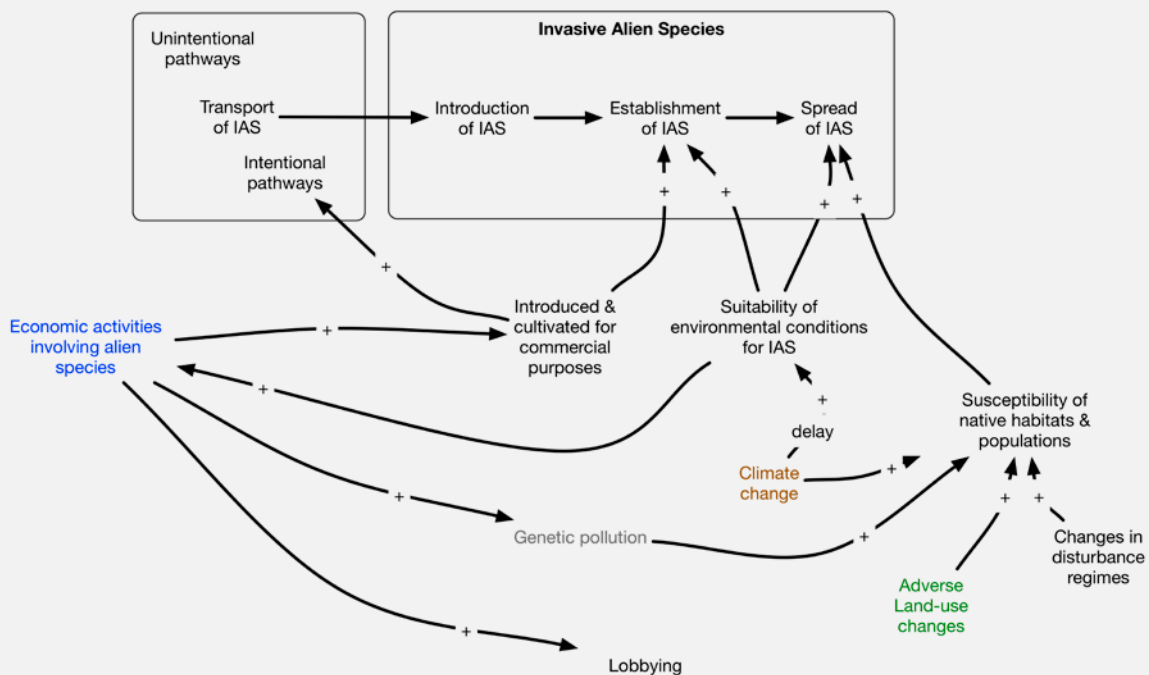 Invasive Alien Species
Unintentional
pathways
Transport
of IAS
Introduction
of IAS
Establishment
of IAS
Spread
of IAS
Intentional
pathways
+
+
+
+
+
Economic activities
involving alien
species
+
Introduced &
cultivated for
commercial
purposes
Suitability of
environmental conditions
for IAS
+
+
delay
Susceptibility of
native habitats &
populations
Climate
change
+
+
+
+
Genetic pollution
+
Changes in
disturbance
regimes
Adverse
Land-use
changes
+
Lobbying